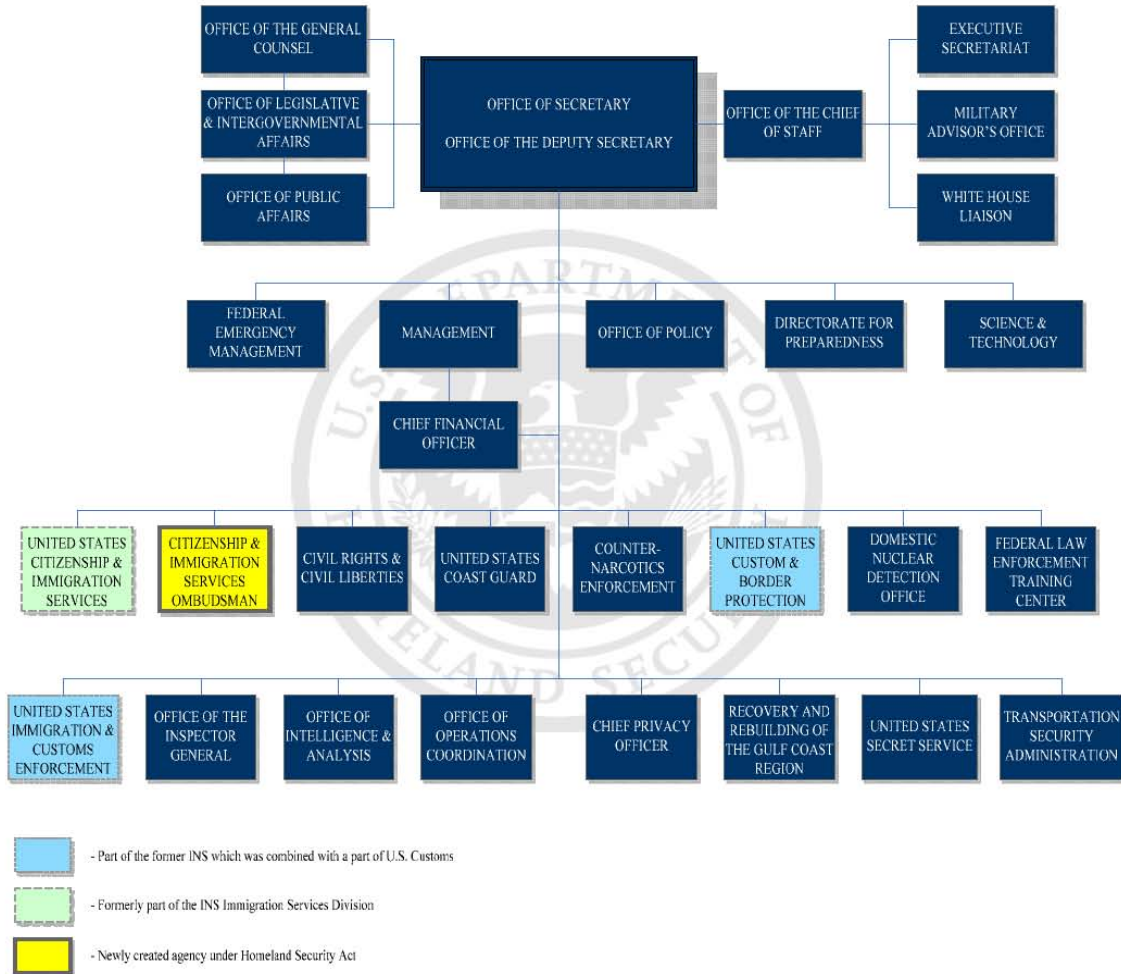 OFFICE OF THE GENERAL
COUNSEL
OFFICE OF LEGISLATIVE
& INTERGOVERNMENTAL
AFFAIRS
OFFICE OF PUBLIC
AFFAIRS
OFFICE OF SECRETARY
OFFICE OF THE DEPUTY SECRETARY
OFFICE OF THE CHIEF
OF STAFF
EXECUTIVE
SECRETARIAT
MILITARY
ADVISOR'S OFFICE
WHITE HOUSE
LIAISON
FEDERAL
EMERGENCY
MANAGEMENT
MANAGEMENT
OFFICE OF POLICY
DIRECTORATE FOR
PREPAREDNESS
SCIENCE &
TECHNOLOGY
CHIEF FINANCIAL
OFFICER
UNITED STATES
CITIZENSHIP &
IMMIGRATION
SERVICES
CITIZENSHIP &
IMMIGRATION
SERVICES
OMBUDSMAN
CIVIL RIGHTS &
CIVIL LIBERTIES
UNITED STATES
COAST GUARD
COUNTER-
NARCOTICS
ENFORCEMENT
UNITED STATES
CUSTOM &
BORDER
PROTECTION
DOMESTIC
NUCLEAR
DETECTION
OFFICE
FEDERAL LAW
ENFORCEMENT
TRAINING
CENTER
UNITED STATES
IMMIGRATION &
CUSTOMS
ENFORCEMENT
OFFICE OF THE
INSPECTOR
GENERAL
OFFICE OF
INTELLIGENCE &
ANALYSIS
OFFICE OF
OPERATIONS
COORDINATION
CHIEF PRIVACY
OFFICER
RECOVERY AND
REBUILDING OF
THE GULF COAST
REGION
UNITED STATES
SECRET SERVICE
TRANSPORTATION
SECURITY
ADMINISTRATION
- Part of the former INS which was combined with a part of U.S. Customs
- Formerly part of the INS Immigration Services Division
- Newly created agency under Homeland Security Act